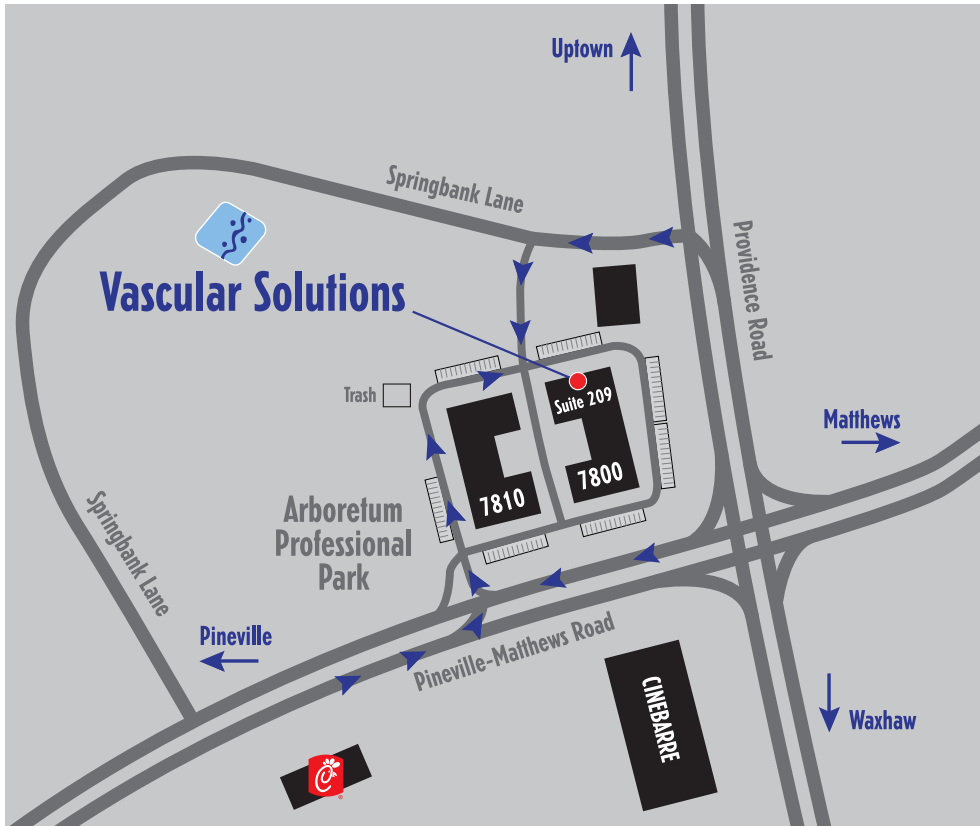 Uptown
Springbank Lane
Providence Road
Vascular Solutions
Trash
Suite 209
Matthews
7800
7810
Arboretum
Professional
Park
Springbank Lane
Pineville
Pineville-Matthews Road
CINEBARRE
Waxhaw
C
®